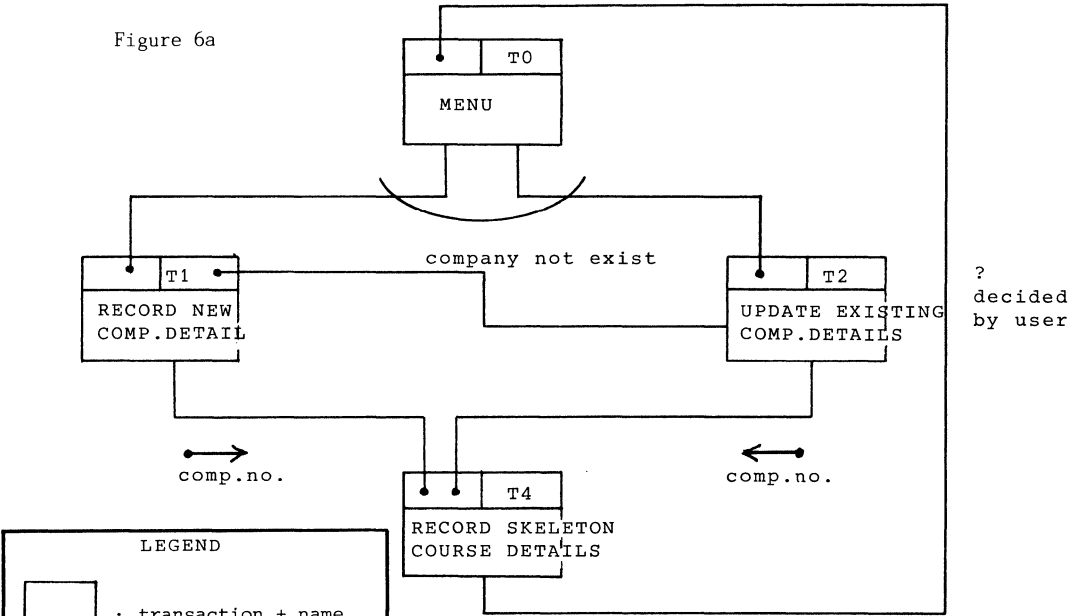 Figure 6a
T0
MENU
company not exist
T1
RECORD NEW
COMP.DETAIL
T2
UPDATE EXISTING
COMP.DETAILS
?
decided
by user
comp.no.
comp.no.
T4
RECORD SKELETON
COURSE DETAILS
LEGEND
: transaction + name